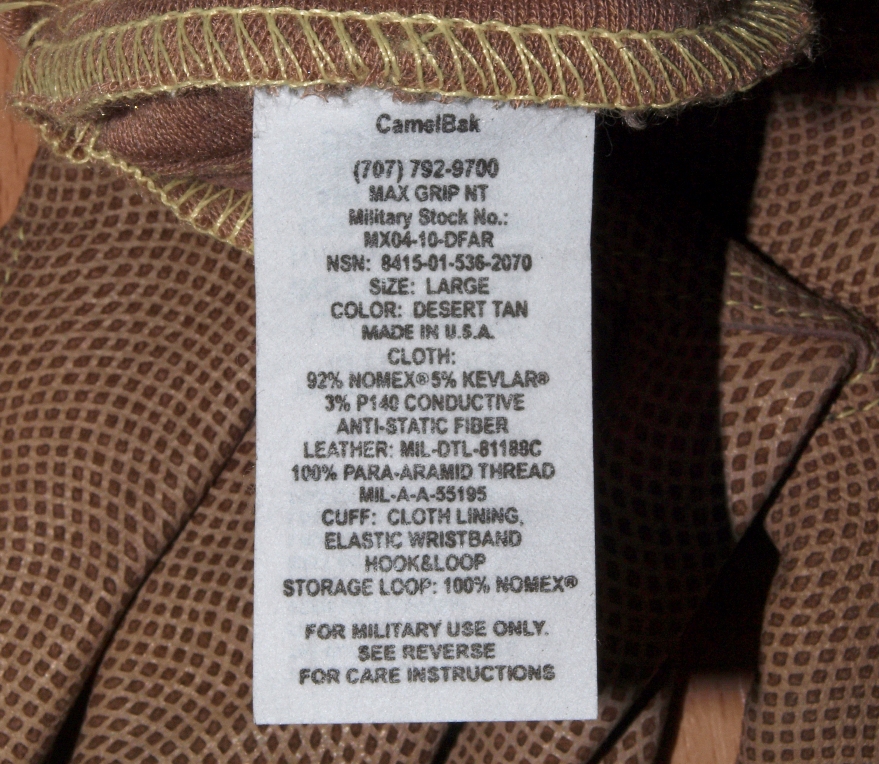 CamelBak
(707) 792-9700
MAX GRIP NT
Military Stock No.:
MX04-10-DFAR
NSN: 8415-01-536-2070
SIZE: LARGE
COLOR: DESERT TAN
MADE IN U.S.A.
CLOTH:
92% NOMEX® 5% KEVLAR®
3% P140 CONDUCTIVE
ANTI-STATIC FIBER
LEATHER: MIL-DTL-81188C
100% PARA-ARAMID THREAD
MIL-A-A-55195
CUFF: CLOTH LINING,
ELASTIC WRISTBAND
HOOK&LOOP
STORAGE LOOP: 100% NOMEX®
FOR MILITARY USE ONLY.
SEE REVERSE
FOR CARE INSTRUCTIONS